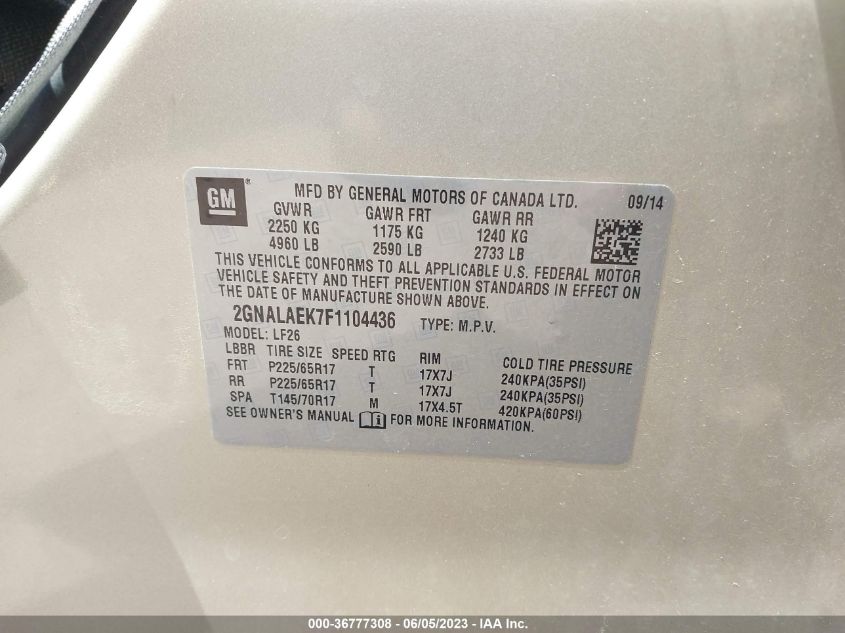 GM®
MFD BY GENERAL MOTORS OF CANADA LTD. 09/14
GVWR GAWR FRT GAWR RR
2250 KG 1175 KG 1240 KG
4960 LB 2590 LB 2733 LB
THIS VEHICLE CONFORMS TO ALL APPLICABLE U.S. FEDERAL MOTOR
VEHICLE SAFETY AND THEFT PREVENTION STANDARDS IN EFFECT ON
THE DATE OF MANUFACTURE SHOWN ABOVE.
2GNALAEK7F1104436 TYPE: M.P.V.
MODEL: LF26
LBBR TIRE SIZE SPEED RTG RIM COLD TIRE PRESSURE
FRT P225/65R17 T 17X7J 240KPA(35PSI)
RR P225/65R17 T 17X7J 240KPA(35PSI)
SPA T145/70R17 M 17X4.5T 420KPA(60PSI)
SEE OWNER'S MANUAL i FOR MORE INFORMATION.
000-36777308 - 06/05/2023 - IAA Inc.